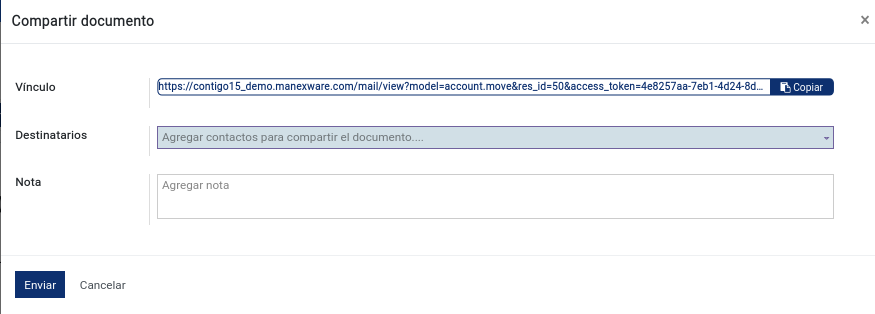 Compartir documento
×
Vínculo
https://contigo15_demo.manexware.com/mail/view?model=account.move&res_id=50&access_token=4e8257aa-7eb1-4d24-8d...
Copiar
Destinatarios
Agregar contactos para compartir el documento....
Nota
Agregar nota
Enviar
Cancelar